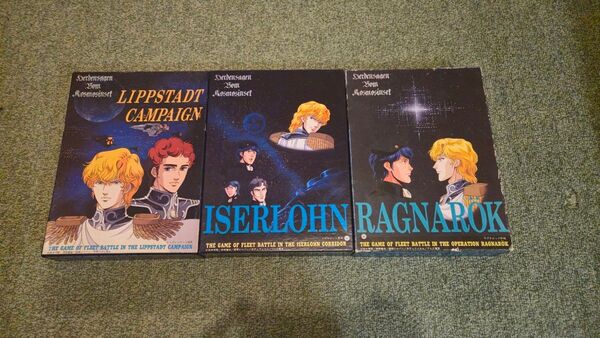 Heldensagen
Vom
Kosmosinsel
LIPPSTADT
CAMPAIGN
THE GAME OF FLEET BATTLE IN THE LIPPSTADT CAMPAIGN
Heldensagen
Vom
Kosmosinsel
ISERLOHN
THE GAME OF FLEET BATTLE IN THE ISERLOHN CORRIDOR
Heldensagen
Vom
Kosmosinsel
RAGNARÖK
THE GAME OF FLEET BATTLE IN THE OPERATION RAGNARÖK